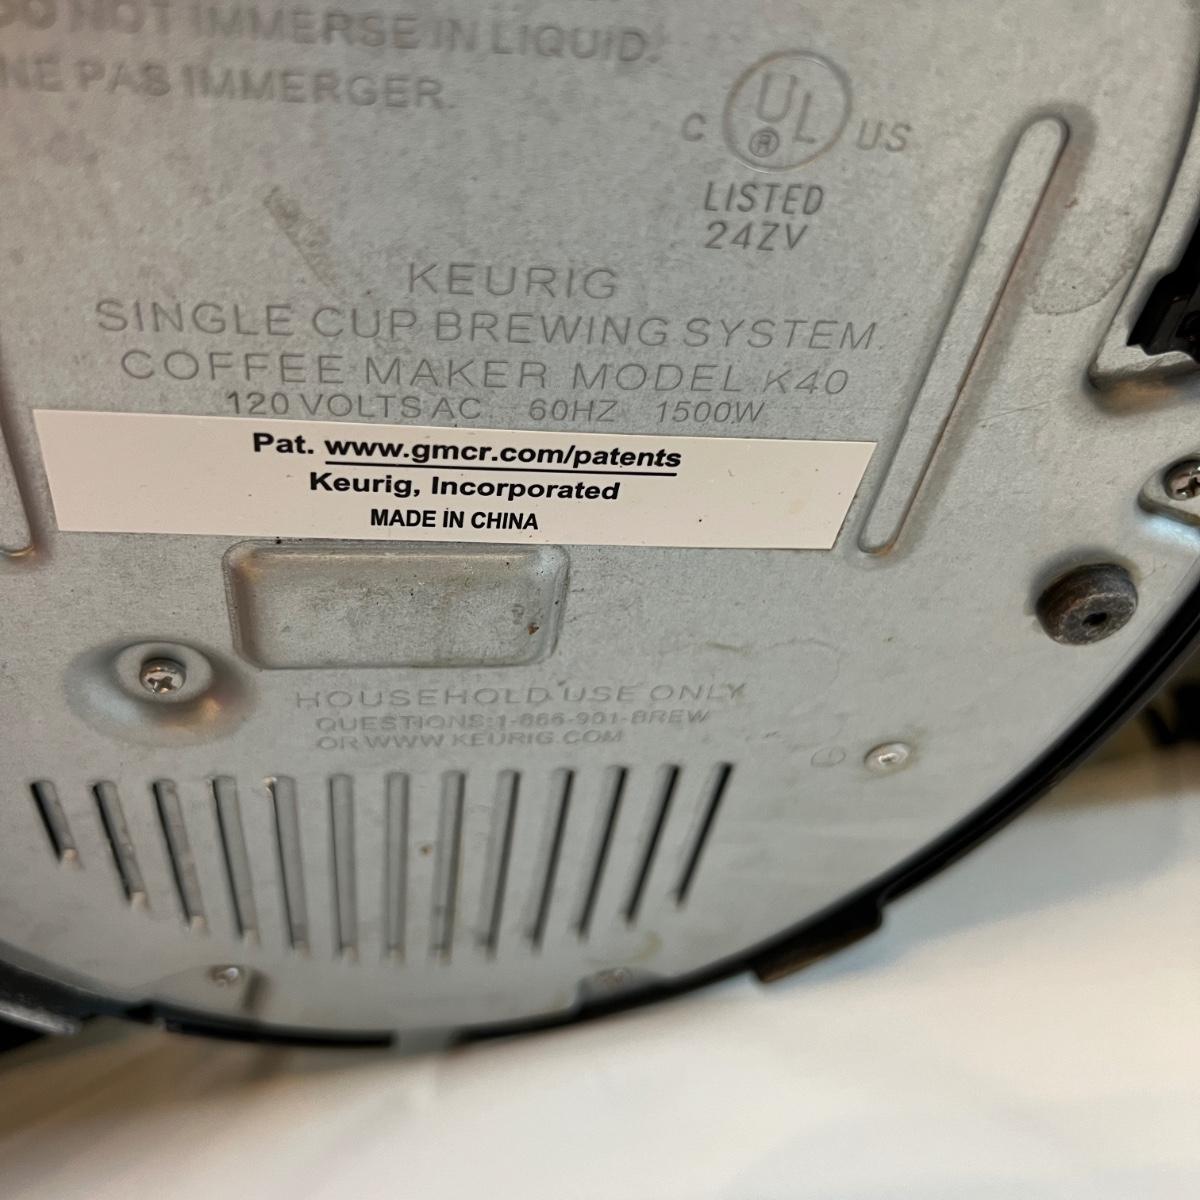 DO NOT IMMERSE IN LIQUID.
NE PAS IMMERGER.
C UL® US
LISTED
24ZV
KEURIG
SINGLE CUP BREWING SYSTEM.
COFFEE MAKER MODEL K40
120 VOLTS AC. 60HZ 1500W
Pat. www.gmcr.com/patents
Keurig, Incorporated
MADE IN CHINA
HOUSEHOLD USE ONLY
QUESTIONS: 1-866-901-BREW
OR WWW.KEURIG.COM